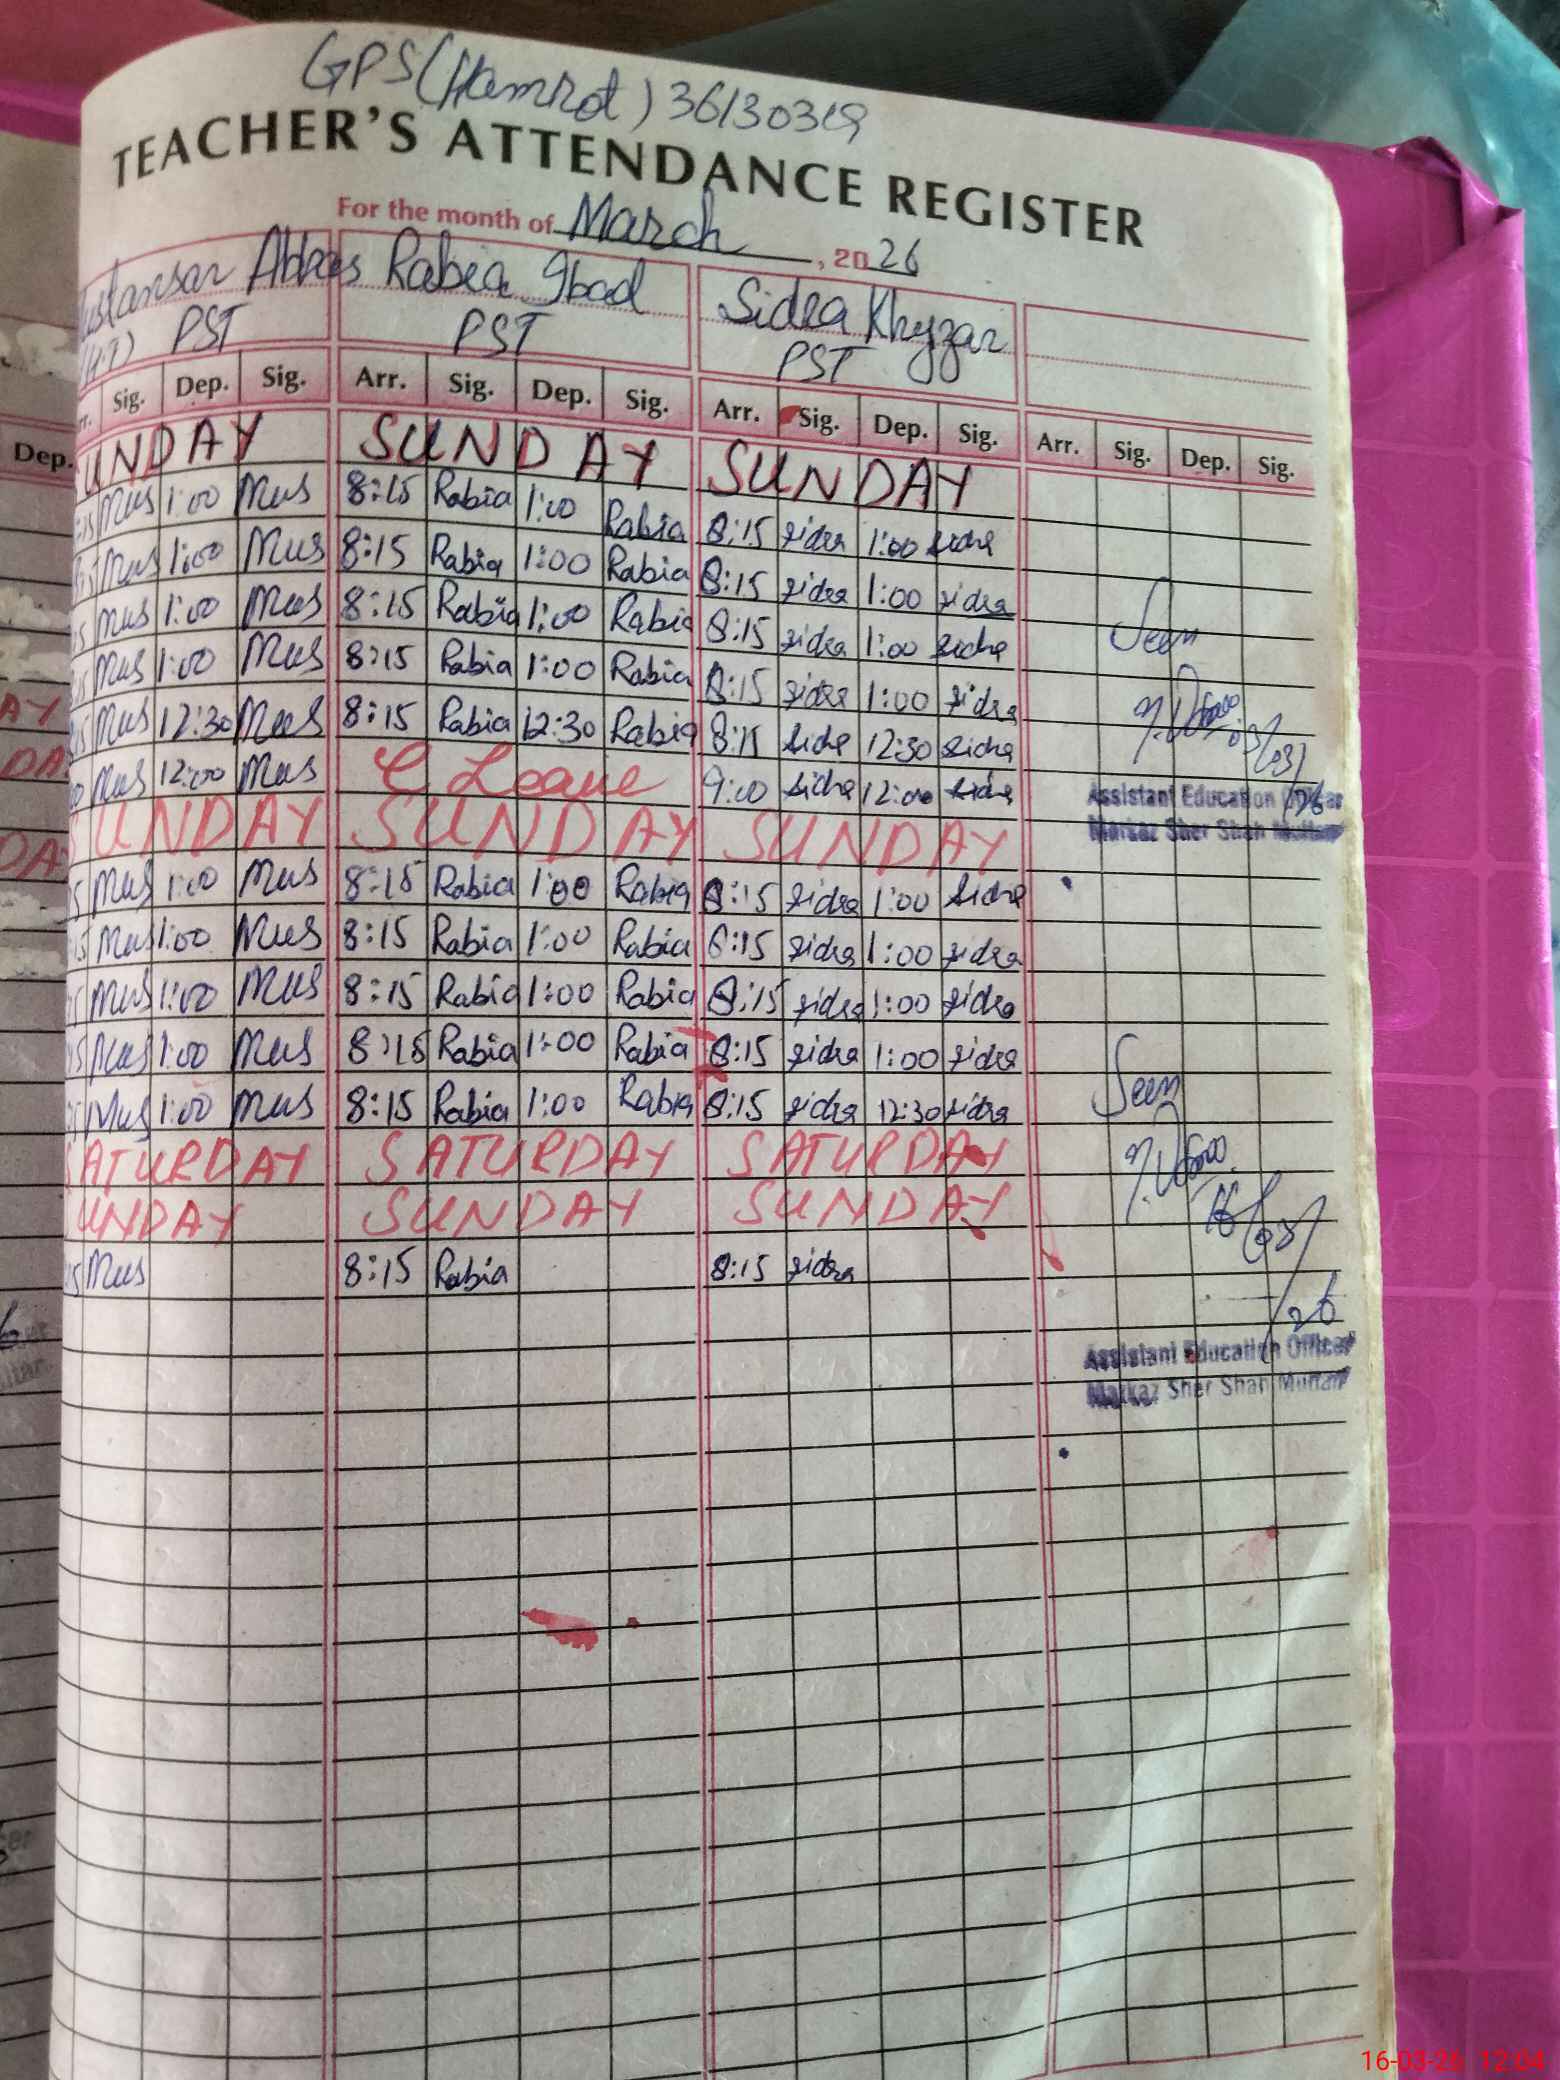 GPS (Hamrot) 36130319
TEACHER'S ATTENDANCE REGISTER
For the month of March, 2026
Abbas Rabia Ibad Sidra Khyzar
PST PST PST
Sig. Dep. Sig. Arr. Sig. Dep. Sig. Arr. Sig. Dep. Sig. Arr. Sig. Dep. Sig.
Dep.
UNDAY SUNDAY SUNDAY
Mus 1:00 Mus 8:15 Rabia 1:00 Rabia 8:15 sidra 1:00 sidra
Mus 1:00 Mus 8:15 Rabia 1:00 Rabia 8:15 sidra 1:00 sidra
Mus 1:00 Mus 8:15 Rabia 1:00 Rabia 8:15 sidra 1:00 sidra
Seen
Mus 1:00 Mus 8:15 Rabia 1:00 Rabia 8:15 sidra 1:00 sidra
Mus 12:30 Mus 8:15 Rabia 12:30 Rabia 8:15 sidra 12:30 sidra
Mus 12:00 Mus C Leave 9:00 sidra 12:00 sidra
Assistant Education Officer
Markaz Sher Shah Multan
SUNDAY SUNDAY SUNDAY
Mus 1:00 Mus 8:15 Rabia 1:00 Rabia 8:15 sidra 1:00 sidra
Mus 1:00 Mus 8:15 Rabia 1:00 Rabia 8:15 sidra 1:00 sidra
Mus 1:00 Mus 8:15 Rabia 1:00 Rabia 8:15 sidra 1:00 sidra
Mus 1:00 Mus 8:15 Rabia 1:00 Rabia 8:15 sidra 1:00 sidra
Seen
Mus 1:00 Mus 8:15 Rabia 1:00 Rabia 8:15 sidra 12:30 sidra
SATURDAY SATURDAY SATURDAY
UNDAY SUNDAY SUNDAY
16/03/26
Mus 8:15 Rabia 8:15 sidra
Assistant Education Officer
Markaz Sher Shah Multan
16-03-26 12:04